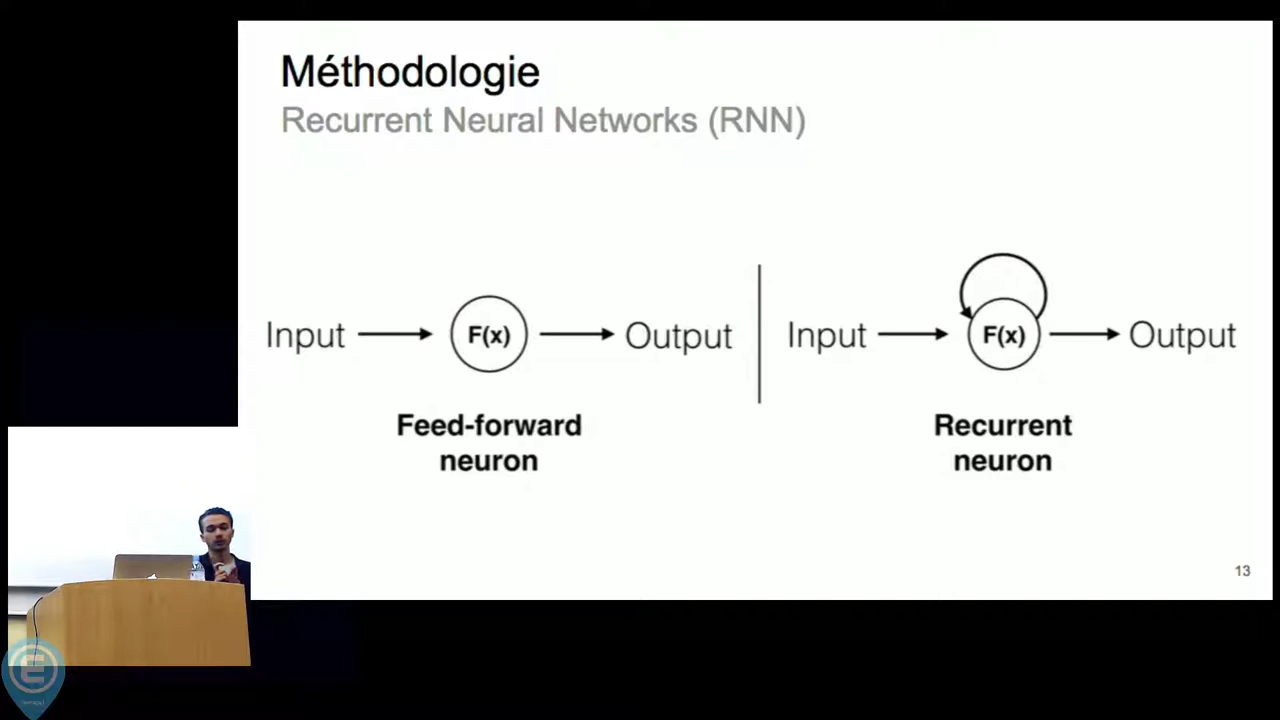 Méthodologie
Recurrent Neural Networks (RNN)
Input
F(x)
Output
Feed-forward
neuron
Input
F(x)
Output
Recurrent
neuron
13